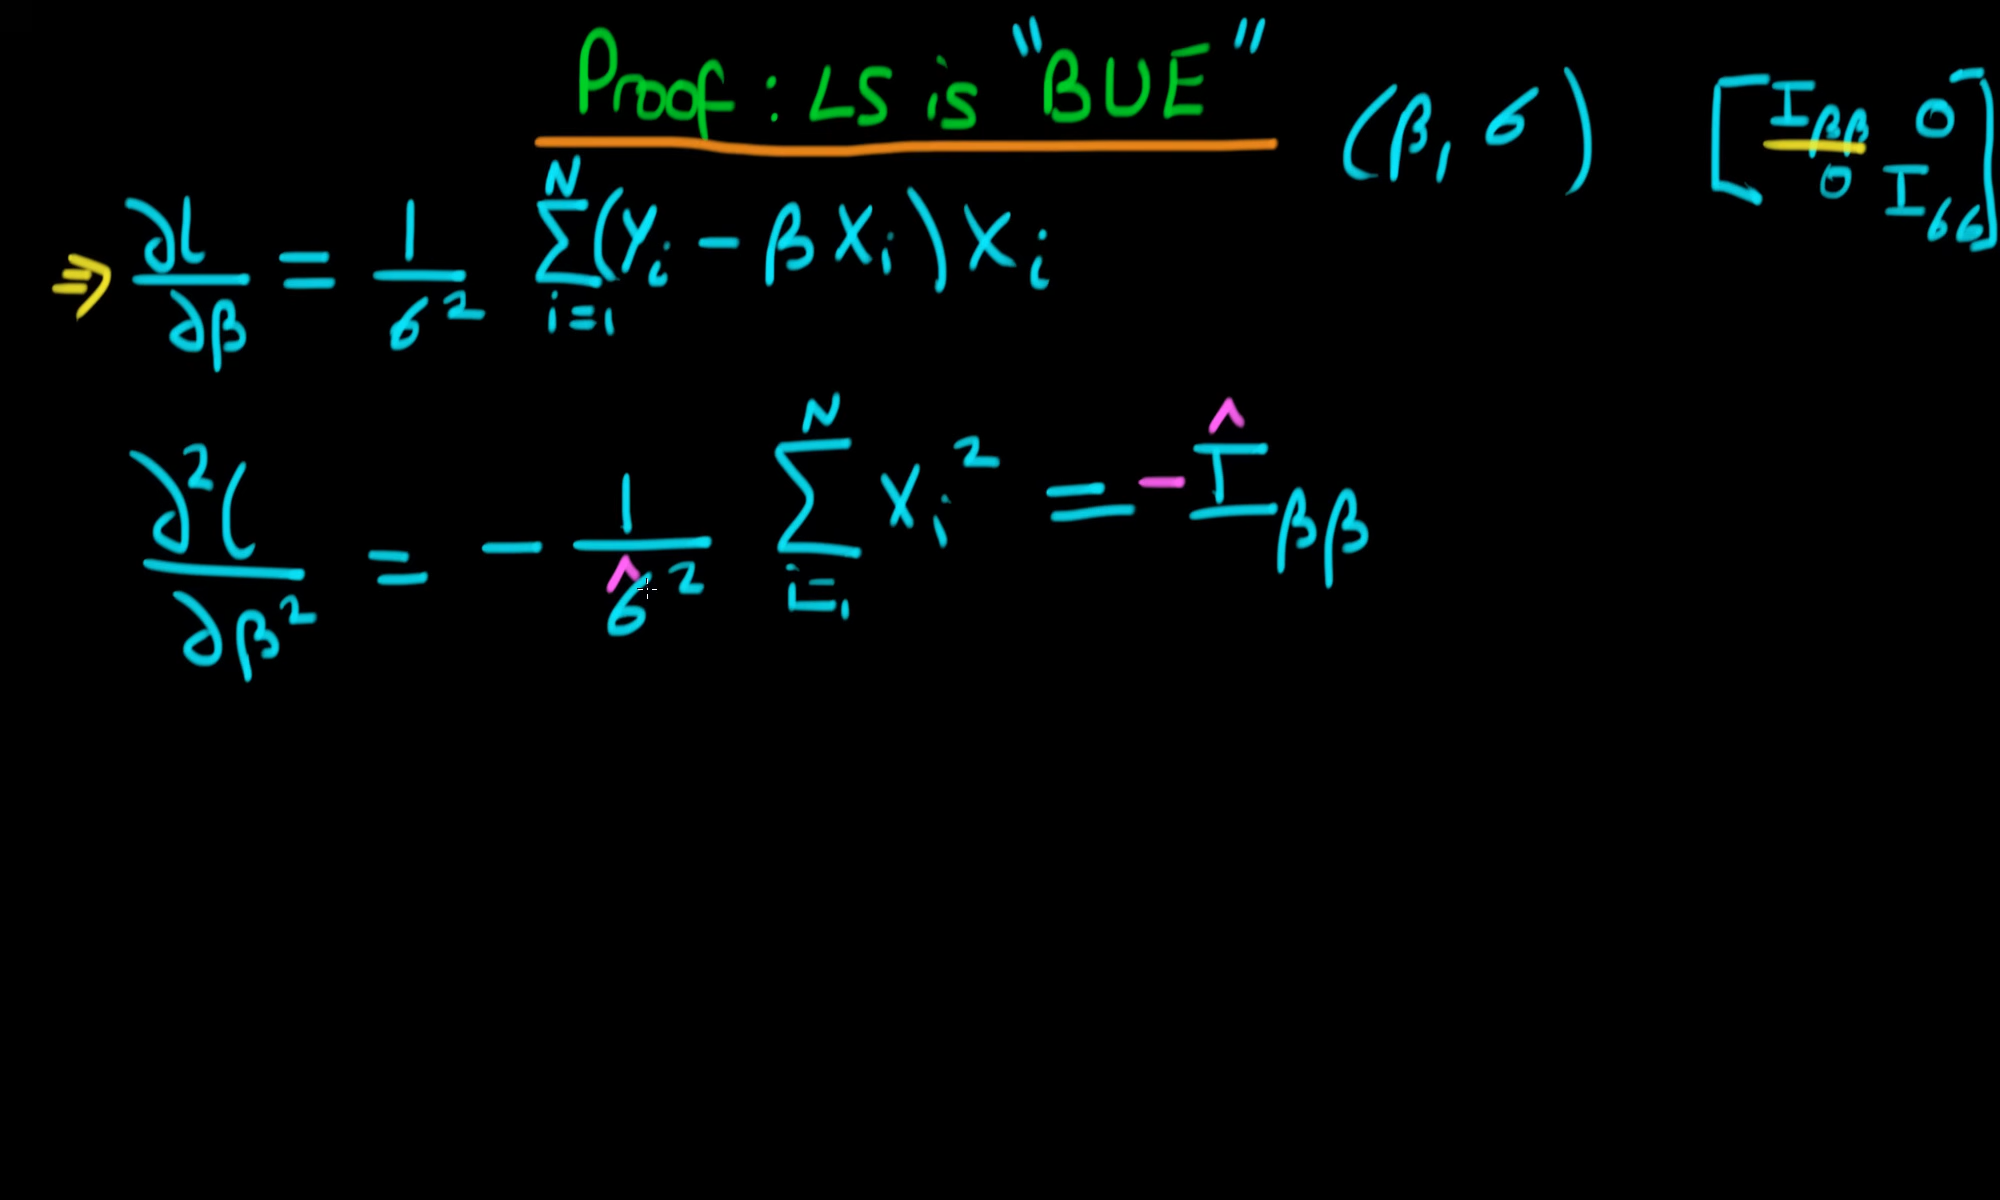 Proof : LS is "BUE"
(β, σ) [I_ββ 0
0 I_σσ]
⇒ ∂l/∂β = 1/σ² Σ_{i=1}^{N} (Y_i − βX_i) X_i
∂²l/∂β² = − 1/σ̂² Σ_{i=1}^{N} X_i² = −Î_ββ